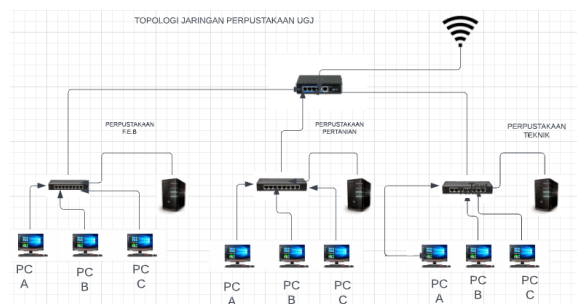 TOPOLOGI JARINGAN PERPUSTAKAAN UGJ
PERPUSTAKAAN
F.E.B
PERPUSTAKAAN
PERTANIAN
PERPUSTAKAAN
TEKNIK
PC
A
PC
B
PC
C
PC
A
PC
B
PC
C
PC
A
PC
B
PC
C